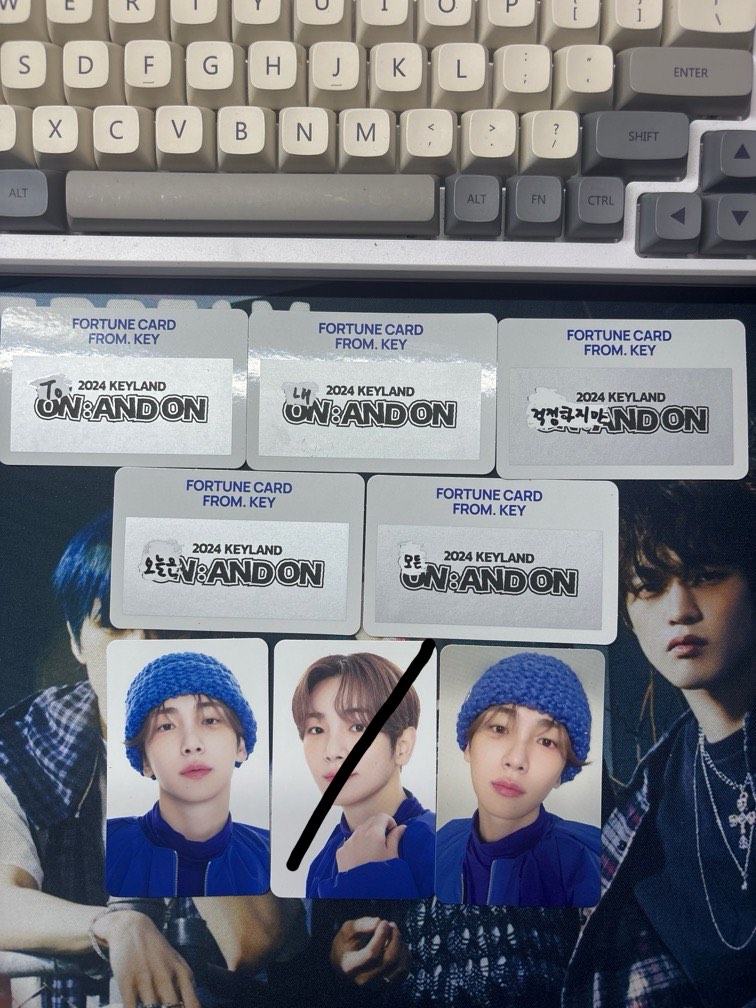 W E R T Y U I O P [ ] \
S D F G H J K L : ; " ' ENTER
X C V B N M < , > . ? / SHIFT
ALT ALT FN CTRL
FORTUNE CARD
FROM. KEY
2024 KEYLAND
To.
ON:AND ON
FORTUNE CARD
FROM. KEY
2024 KEYLAND
내
ON:AND ON
FORTUNE CARD
FROM. KEY
2024 KEYLAND
걱정하지만
AND ON
FORTUNE CARD
FROM. KEY
2024 KEYLAND
오늘은
N:AND ON
FORTUNE CARD
FROM. KEY
2024 KEYLAND
모든
ON:AND ON